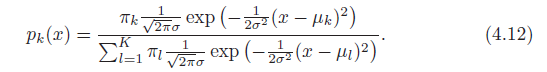 p_k(x) = \frac{\pi_k \frac{1}{\sqrt{2\pi}\sigma} \exp\left(-\frac{1}{2\sigma^2}(x - \mu_k)^2\right)}{\sum_{l=1}^{K} \pi_l \frac{1}{\sqrt{2\pi}\sigma} \exp\left(-\frac{1}{2\sigma^2}(x - \mu_l)^2\right)}. (4.12)